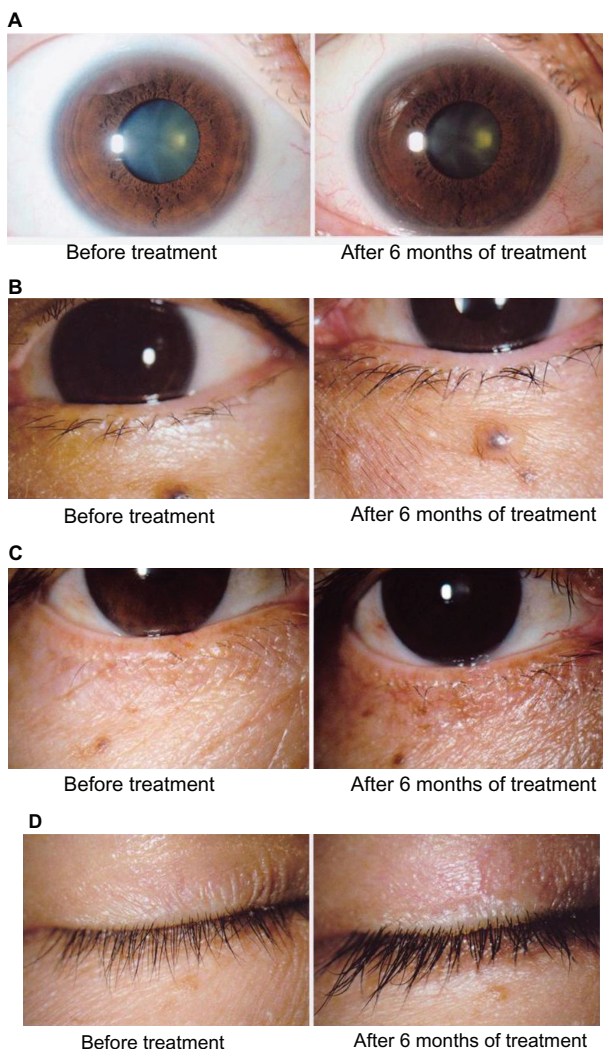 A
Before treatment
After 6 months of treatment
B
Before treatment
After 6 months of treatment
C
Before treatment
After 6 months of treatment
D
Before treatment
After 6 months of treatment